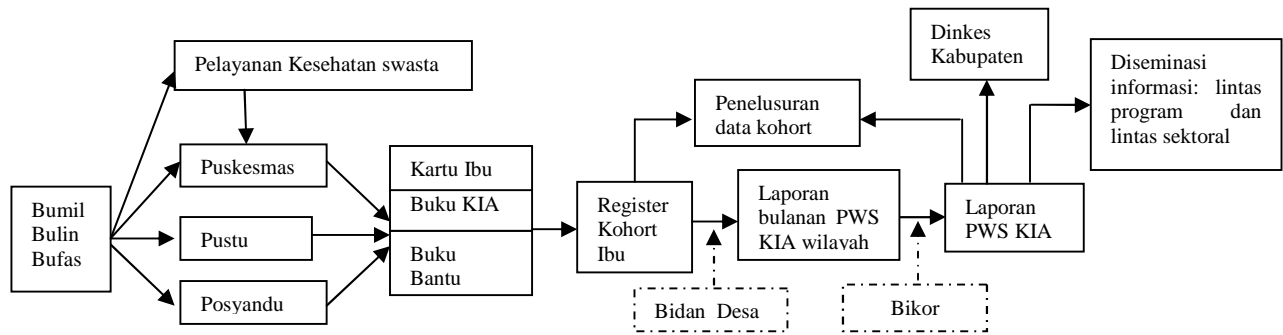 Bumil
Bulin
Bufas
Pelayanan Kesehatan swasta
Puskesmas
Pustu
Posyandu
Kartu Ibu
Buku KIA
Buku
Bantu
Register
Kohort
Ibu
Penelusuran
data kohort
Laporan
bulanan PWS
KIA wilayah
Bidan Desa
Bikor
Laporan
PWS KIA
Dinkes
Kabupaten
Diseminasi
informasi: lintas
program dan
lintas sektoral